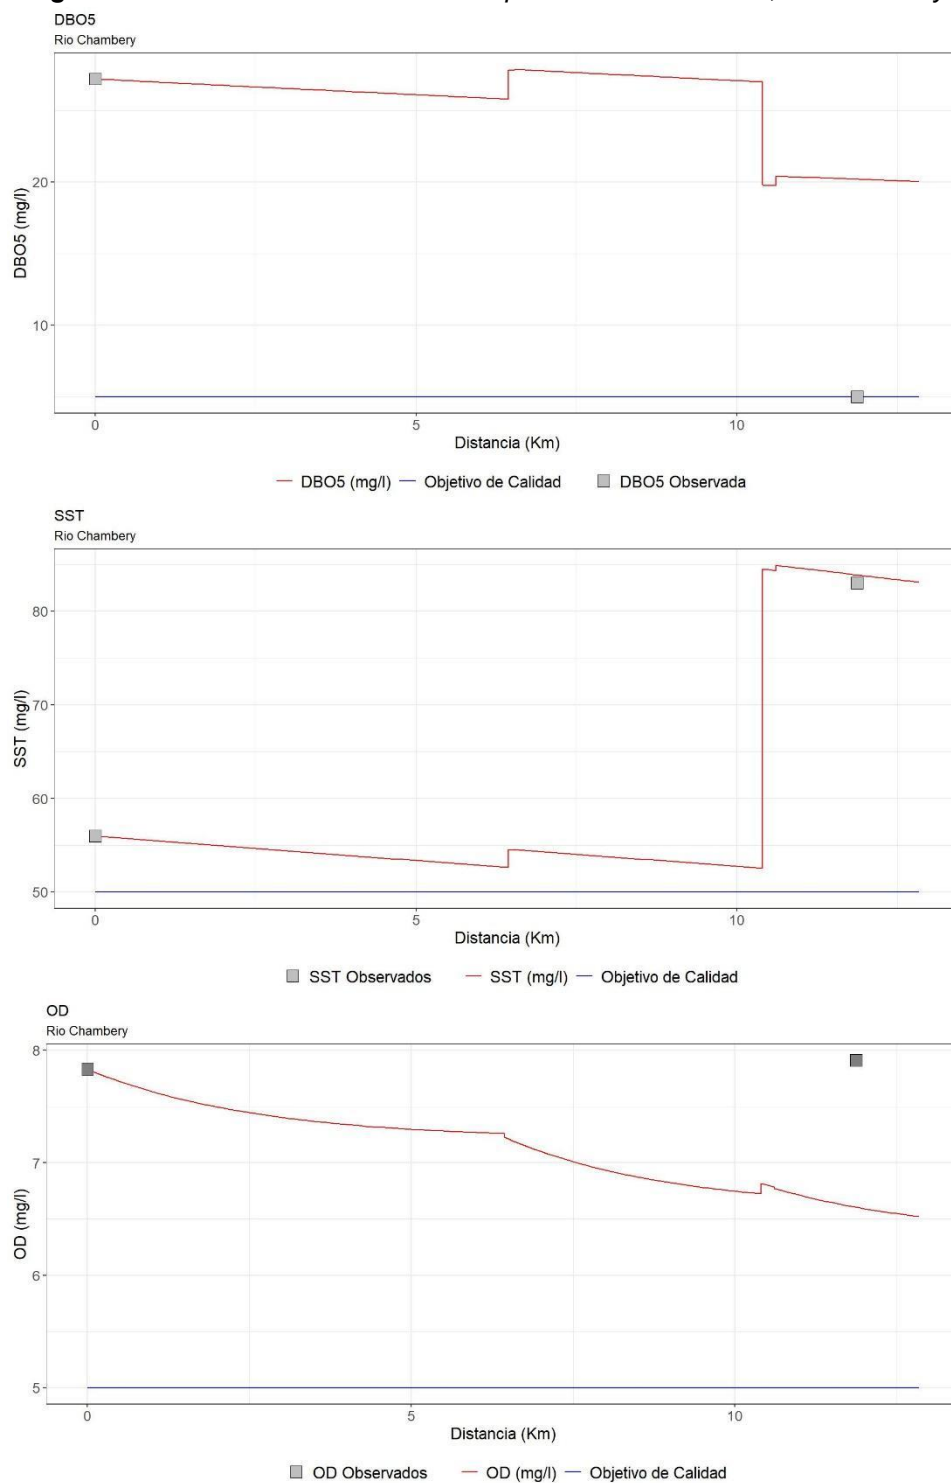 DBO5
Rio Chambery
20
10
DBO5 (mg/l)
0 5 10
Distancia (Km)
DBO5 (mg/l) Objetivo de Calidad DBO5 Observada
SST
Rio Chambery
80
70
60
50
SST (mg/l)
0 5 10
Distancia (Km)
SST Observados SST (mg/l) Objetivo de Calidad
OD
Rio Chambery
8
7
6
5
OD (mg/l)
0 5 10
Distancia (Km)
OD Observados OD (mg/l) Objetivo de Calidad